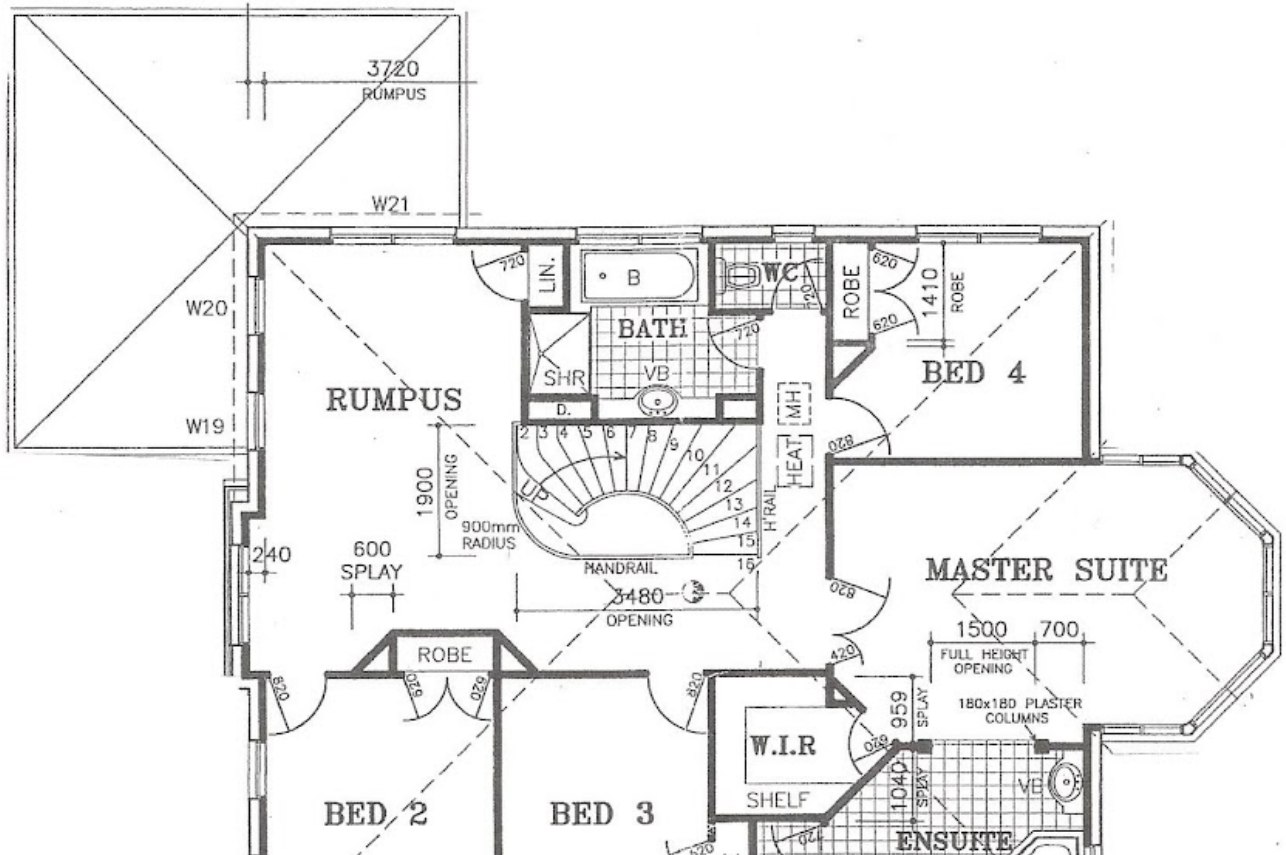 3720
RUMPUS
W21
W20
W19
720
LIN.
B
WC
720
ROBE
620
620
1410
ROBE
BATH
720
SHR
VB
D.
RUMPUS
BED 4
MH
HEAT
820
2 3 4 5 6 7 8 9 10 11 12 13 14 15 16
UP
H'RAIL
1900
OPENING
900mm
RADIUS
240
600
SPLAY
HANDRAIL
3480
OPENING
MASTER SUITE
820
420
1500
700
FULL HEIGHT
OPENING
180x180 PLASTER
COLUMNS
959
SPLAY
ROBE
820
620
620
820
W.I.R
620
SHELF
1040
SPLAY
VB
BED 2
BED 3
ENSUITE
720